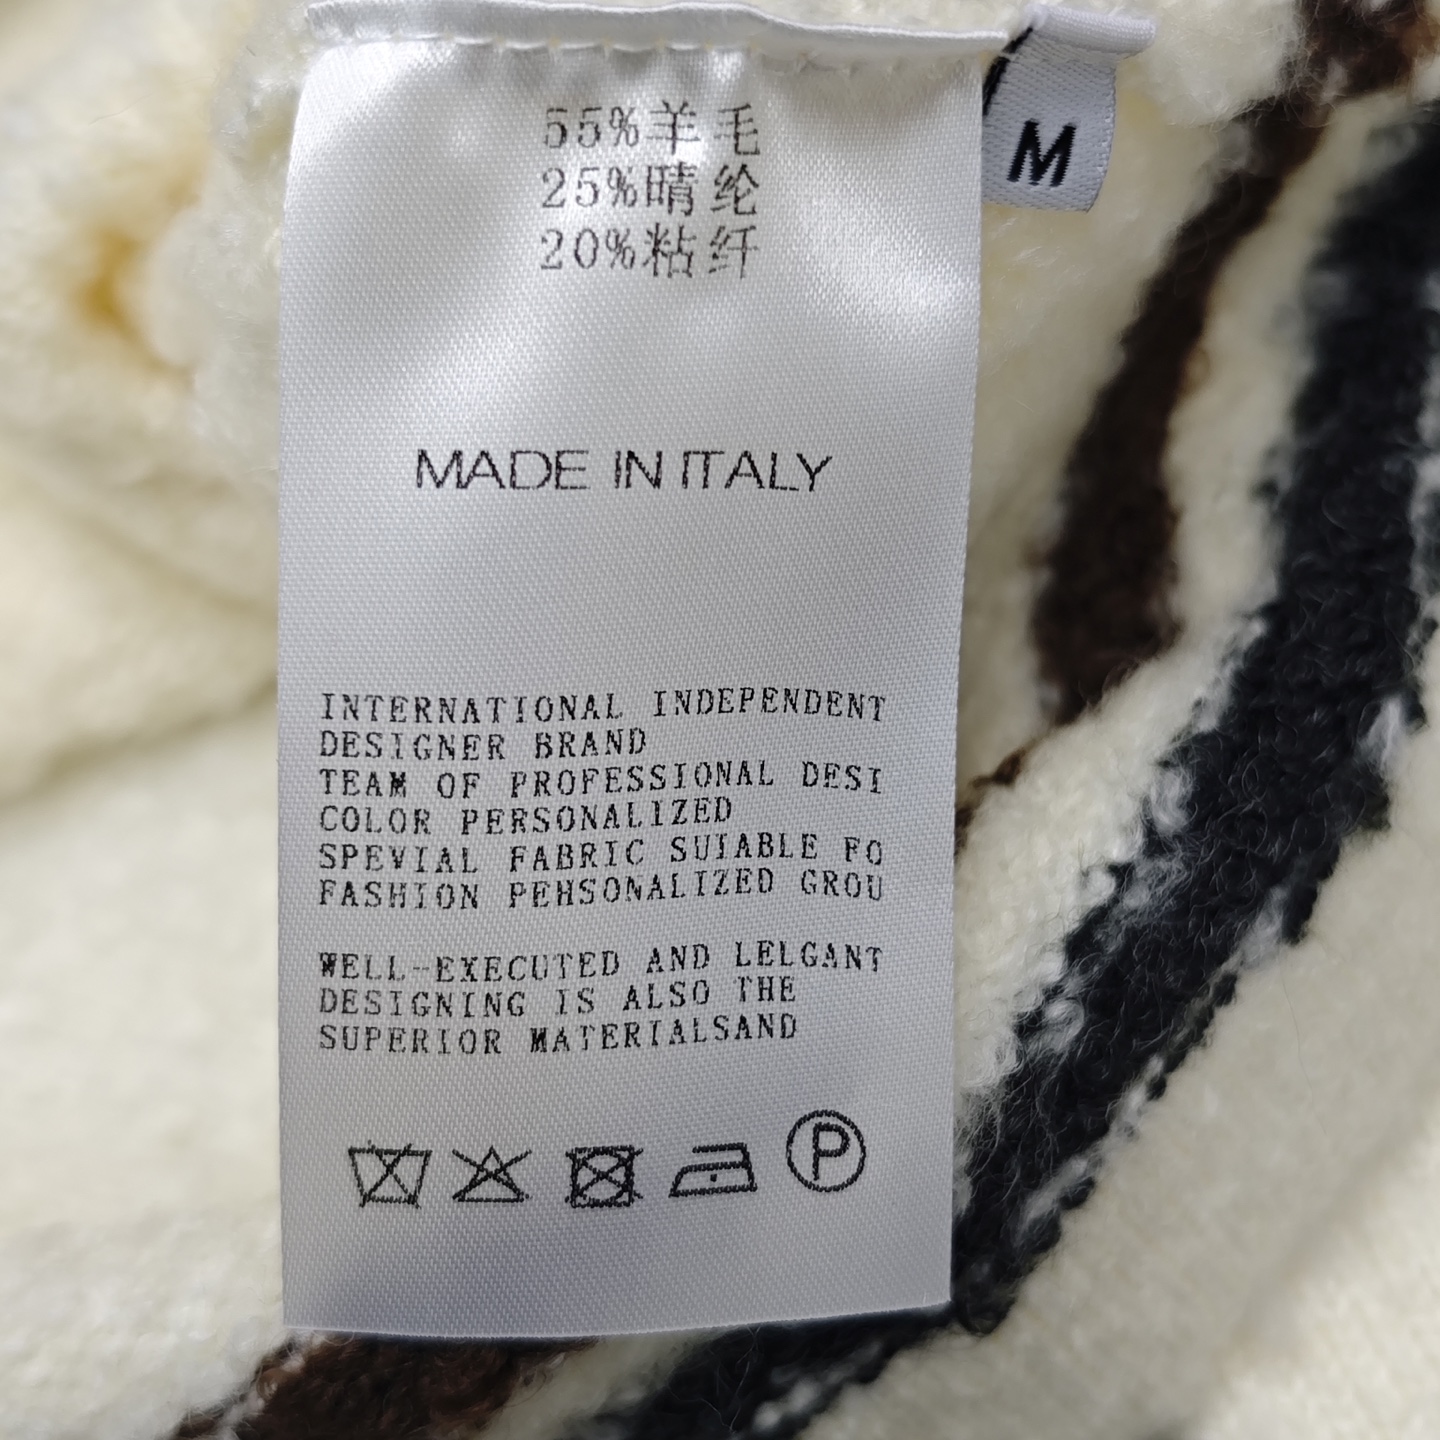 55%羊毛
25%晴纶
20%粘纤
M
MADE IN ITALY
INTERNATIONAL INDEPENDENT
DESIGNER BRAND
TEAM OF PROFESSIONAL DESI
COLOR PERSONALIZED
SPEVIAL FABRIC SUIABLE FO
FASHION PEHSONALIZED GROU
WELL-EXECUTED AND LELGANT
DESIGNING IS ALSO THE
SUPERIOR MATERIALSAND
P